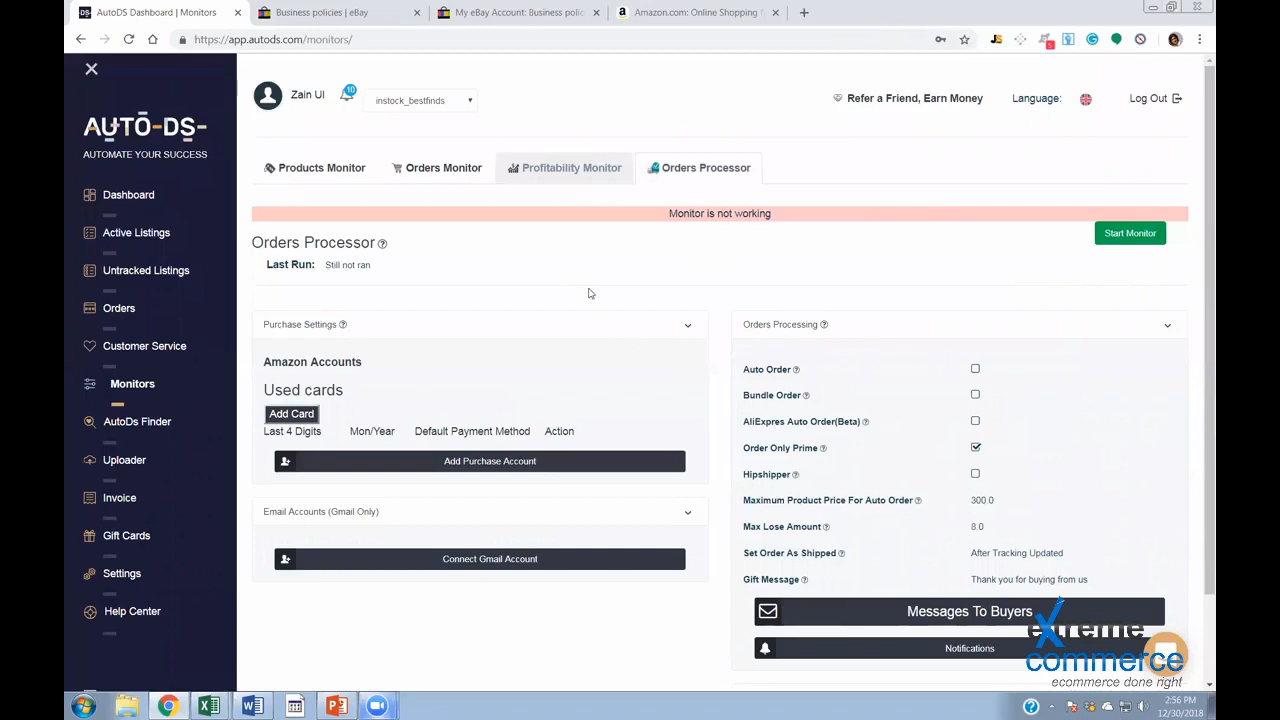 AutoDS Dashboard | Monitors
Business policies | eBay
My eBay Account: Business poli
Amazon.com: Online Shopping
https://app.autods.com/monitors/
Zain Ul
10
instock_bestfinds
Refer a Friend, Earn Money
Language:
Log Out
AUTO-DS-
AUTOMATE YOUR SUCCESS
Dashboard
Active Listings
Untracked Listings
Orders
Customer Service
Monitors
AutoDs Finder
Uploader
Invoice
Gift Cards
Settings
Help Center
Products Monitor
Orders Monitor
Profitability Monitor
Orders Processor
Monitor is not working
Start Monitor
Orders Processor
Last Run: Still not ran
Purchase Settings
Amazon Accounts
Used cards
Add Card
Last 4 Digits Mon/Year Default Payment Method Action
Add Purchase Account
Email Accounts (Gmail Only)
Connect Gmail Account
Orders Processing
Auto Order
Bundle Order
AliExpres Auto Order(Beta)
Order Only Prime
Hipshipper
Maximum Product Price For Auto Order 300.0
Max Lose Amount 8.0
Set Order As Shipped After Tracking Updated
Gift Message Thank you for buying from us
Messages To Buyers
Notifications
extreme
commerce
ecommerce done right
2:56 PM
12/30/2018